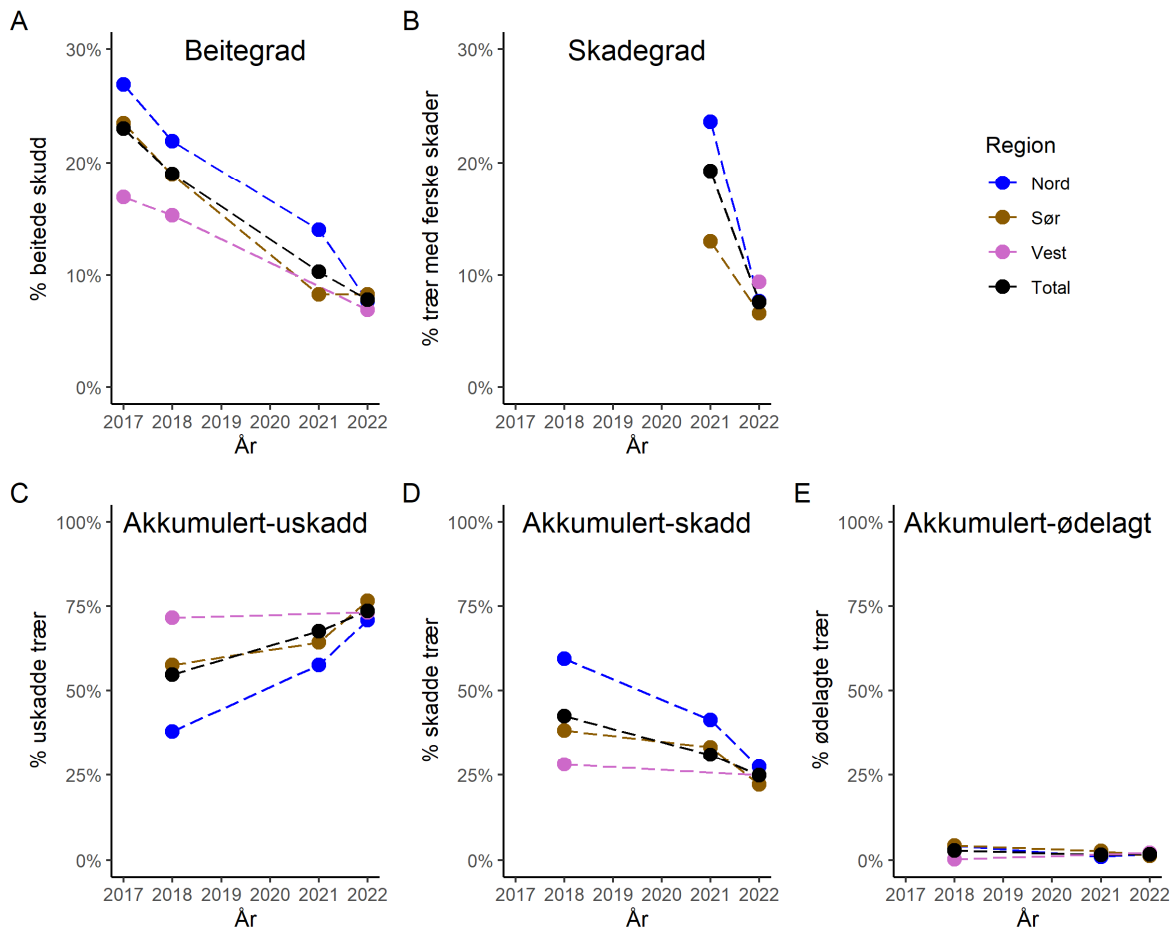 A
Beitegrad
% beitede skudd
30%
20%
10%
0%
2017 2018 2019 2020 2021 2022
År
B
Skadegrad
% trær med ferske skader
30%
20%
10%
0%
2017 2018 2019 2020 2021 2022
År
Region
Nord
Sør
Vest
Total
C
Akkumulert-uskadd
% uskadde trær
100%
75%
50%
25%
0%
2017 2018 2019 2020 2021 2022
År
D
Akkumulert-skadd
% skadde trær
100%
75%
50%
25%
0%
2017 2018 2019 2020 2021 2022
År
E
Akkumulert-ødelagt
% ødelagte trær
100%
75%
50%
25%
0%
2017 2018 2019 2020 2021 2022
År